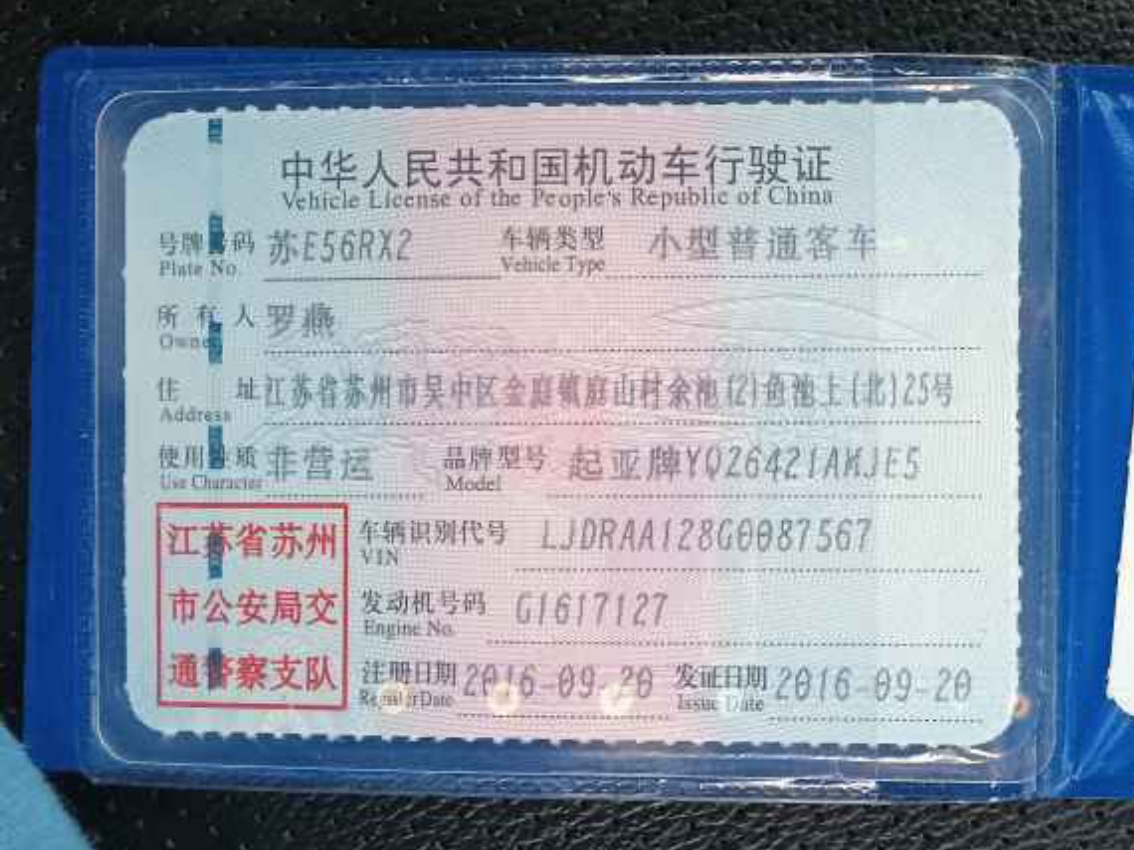 中华人民共和国机动车行驶证
Vehicle License of the People's Republic of China
号牌号码 苏E56RX2 车辆类型 小型普通客车
Plate No. Vehicle Type
所有人 罗燕
Owner
住址 江苏省苏州市吴中区金庭镇庭山村余池(2)鱼池上(北)25号
Address
使用性质 非营运 品牌型号 起亚牌YQZ6421AMJE5
Use Character Model
江苏省苏州 车辆识别代号 LJDRAA128G0087567
VIN
市公安局交 发动机号码 G1617127
Engine No.
通警察支队 注册日期 2016-09-20 发证日期 2016-09-20
Register Date Issue Date